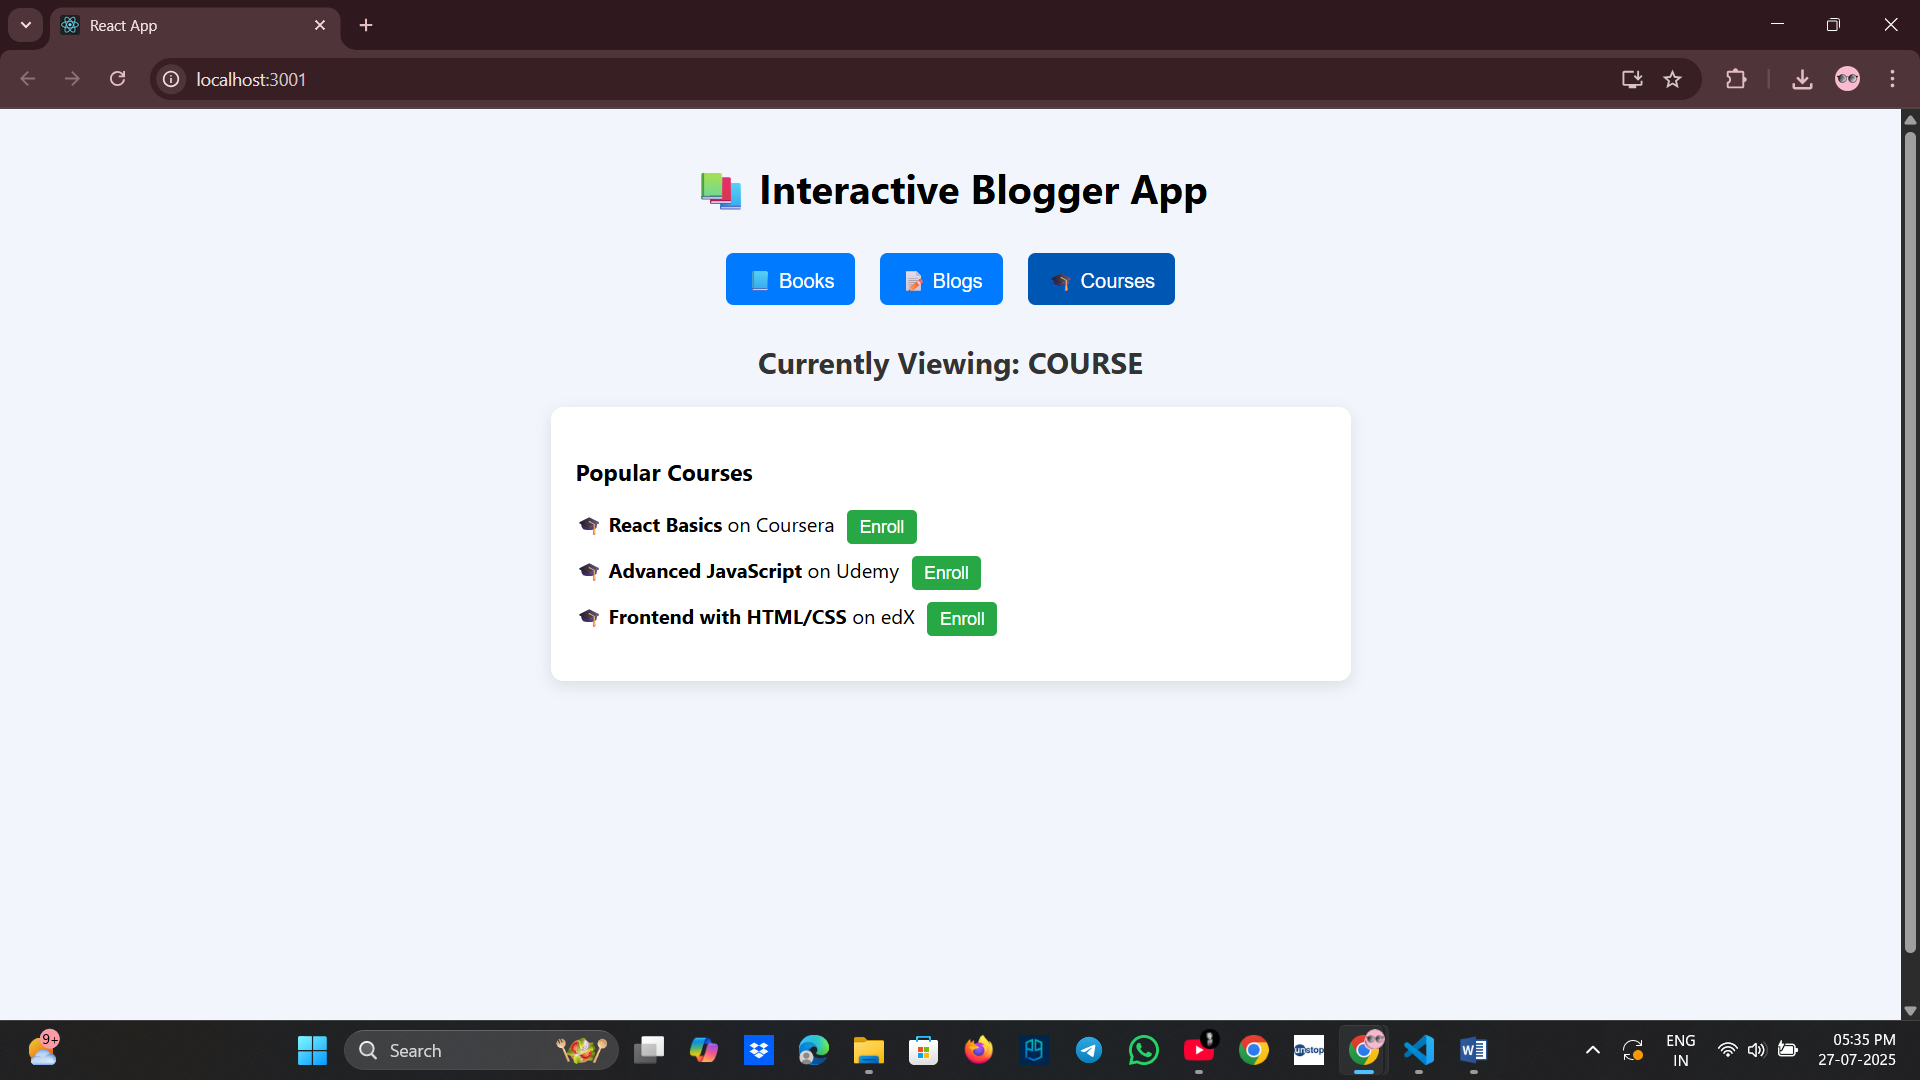 React App
localhost:3001
Interactive Blogger App
Books
Blogs
Courses
Currently Viewing: COURSE
Popular Courses
React Basics on Coursera Enroll
Advanced JavaScript on Udemy Enroll
Frontend with HTML/CSS on edX Enroll
9+
Search
unstop
ENG
IN
05:35 PM
27-07-2025